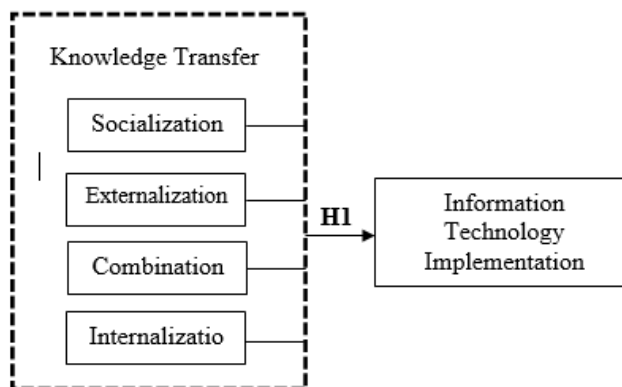 Knowledge Transfer
Socialization
Externalization
Combination
Internalizatio
H1
Information
Technology
Implementation